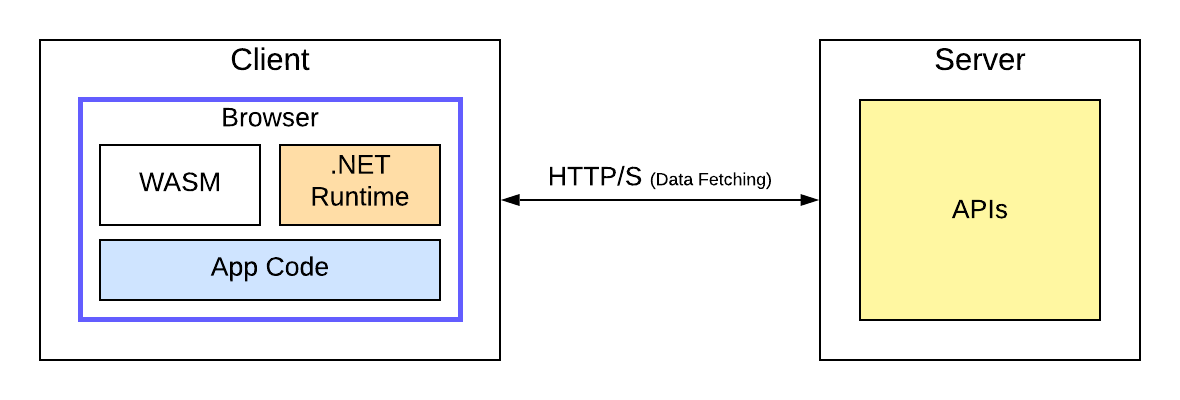 Client
Browser
WASM
.NET
Runtime
App Code
HTTP/S (Data Fetching)
Server
APIs